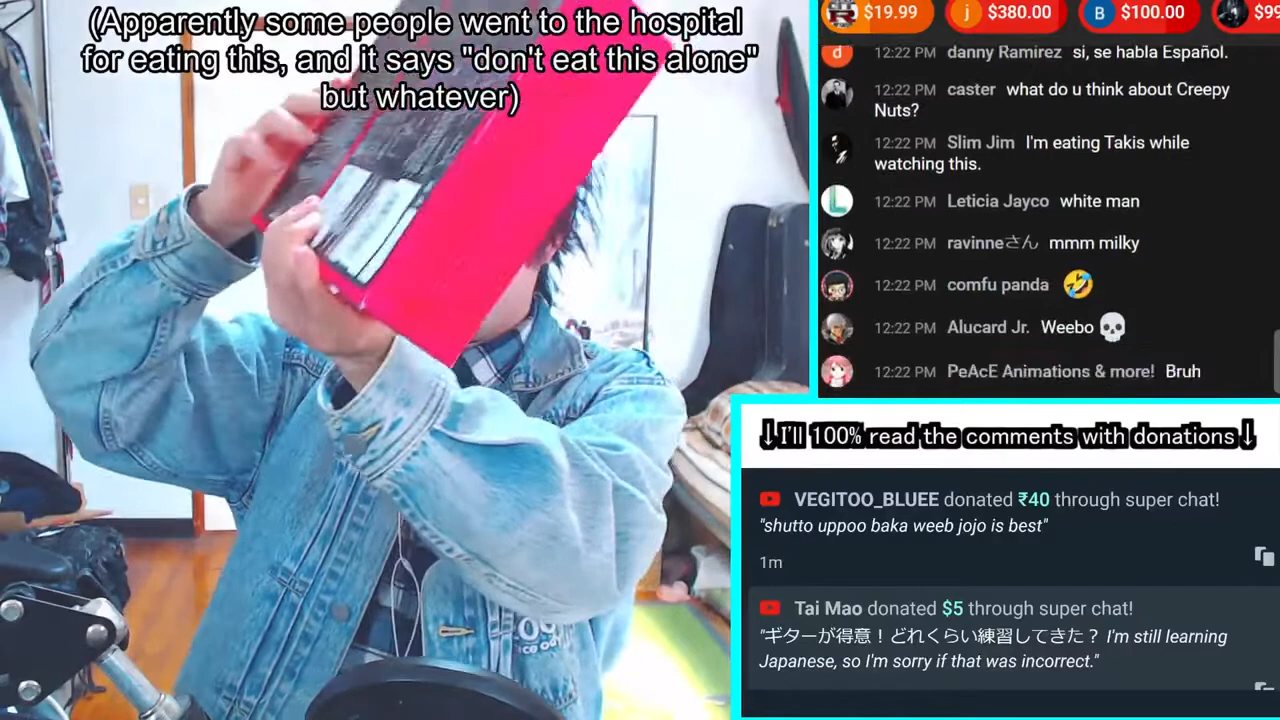 (Apparently some people went to the hospital
for eating this, and it says "don't eat this alone"
but whatever)
$19.99
j $380.00
B $100.00
d 12:22 PM danny Ramirez si, se habla Español.
12:22 PM caster what do u think about Creepy
Nuts?
12:22 PM Slim Jim I'm eating Takis while
watching this.
L 12:22 PM Leticia Jayco white man
12:22 PM ravinneさん mmm milky
12:22 PM comfu panda 🤣
12:22 PM Alucard Jr. Weebo 💀
12:22 PM PeAcE Animations & more! Bruh
↓I'll 100% read the comments with donations↓
VEGITOO_BLUEE donated ₹40 through super chat!
"shutto uppoo baka weeb jojo is best"
1m
Tai Mao donated $5 through super chat!
"ギターが得意！どれくらい練習してきた？ I'm still learning
Japanese, so I'm sorry if that was incorrect."